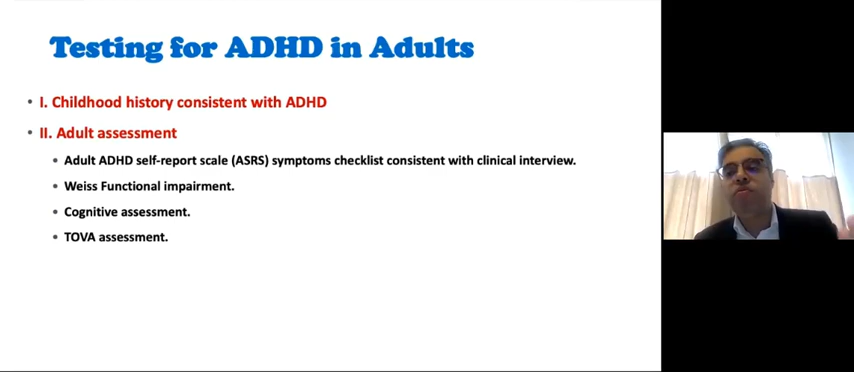 Testing for ADHD in Adults
• I. Childhood history consistent with ADHD
• II. Adult assessment
• Adult ADHD self-report scale (ASRS) symptoms checklist consistent with clinical interview.
• Weiss Functional impairment.
• Cognitive assessment.
• TOVA assessment.